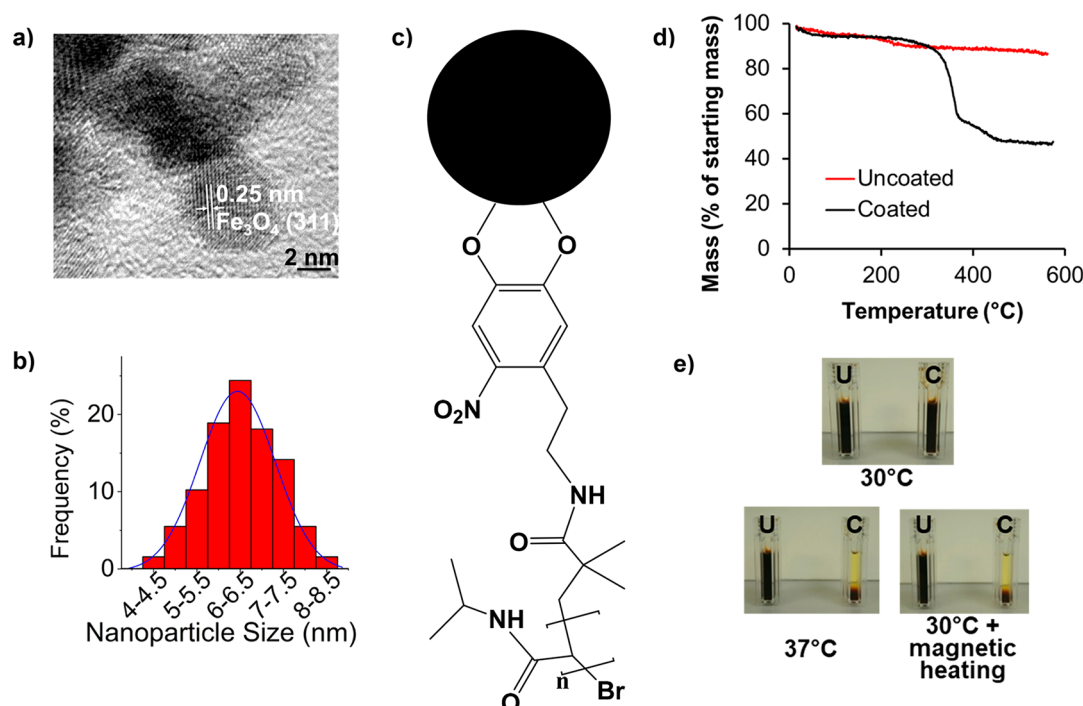 a)
0.25 nm
Fe₃O₄ (311)
2 nm
b)
Frequency (%)
20
10
0
4-4.5
5-5.5
6-6.5
7-7.5
8-8.5
Nanoparticle Size (nm)
c)
O
O
O₂N
NH
O
NH
O
n
Br
d)
Mass (% of starting mass)
100
80
60
40
20
0
Uncoated
Coated
0
200
400
600
Temperature (°C)
e)
U
C
30°C
U
C
37°C
U
C
30°C +
magnetic
heating